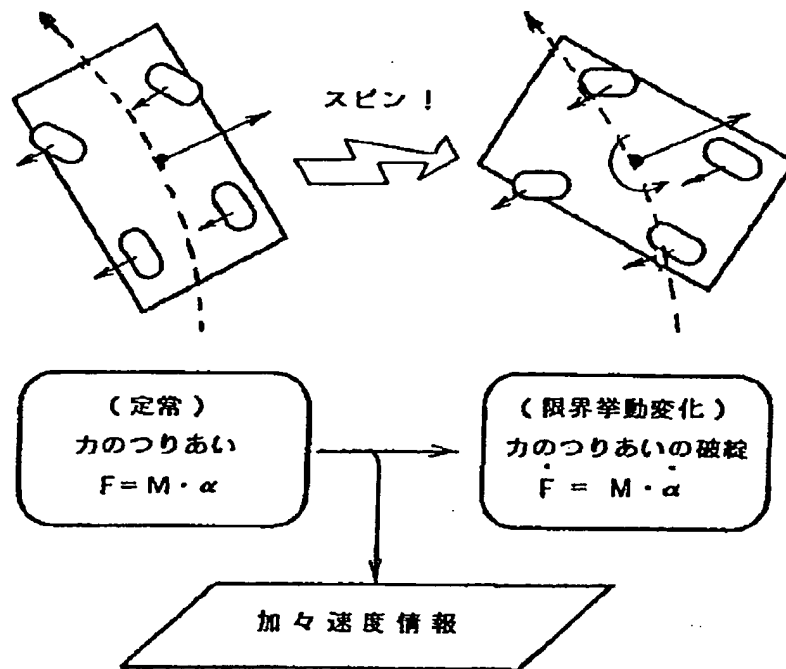 スピン！
（定常）
力のつりあい
F＝M・α
（限界挙動変化）
力のつりあいの破綻
Ḟ ＝ M・α̇
加々速度情報